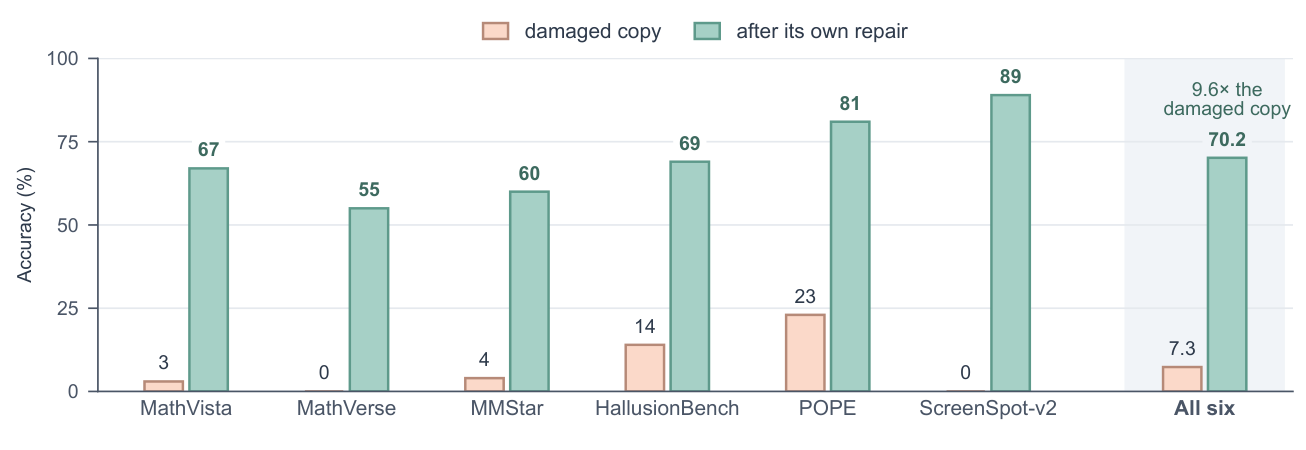 damaged copy
after its own repair
Accuracy (%)
100
75
50
25
0
3
67
0
55
4
60
14
69
23
81
0
89
9.6× the
damaged copy
7.3
70.2
MathVista
MathVerse
MMStar
HallusionBench
POPE
ScreenSpot-v2
All six